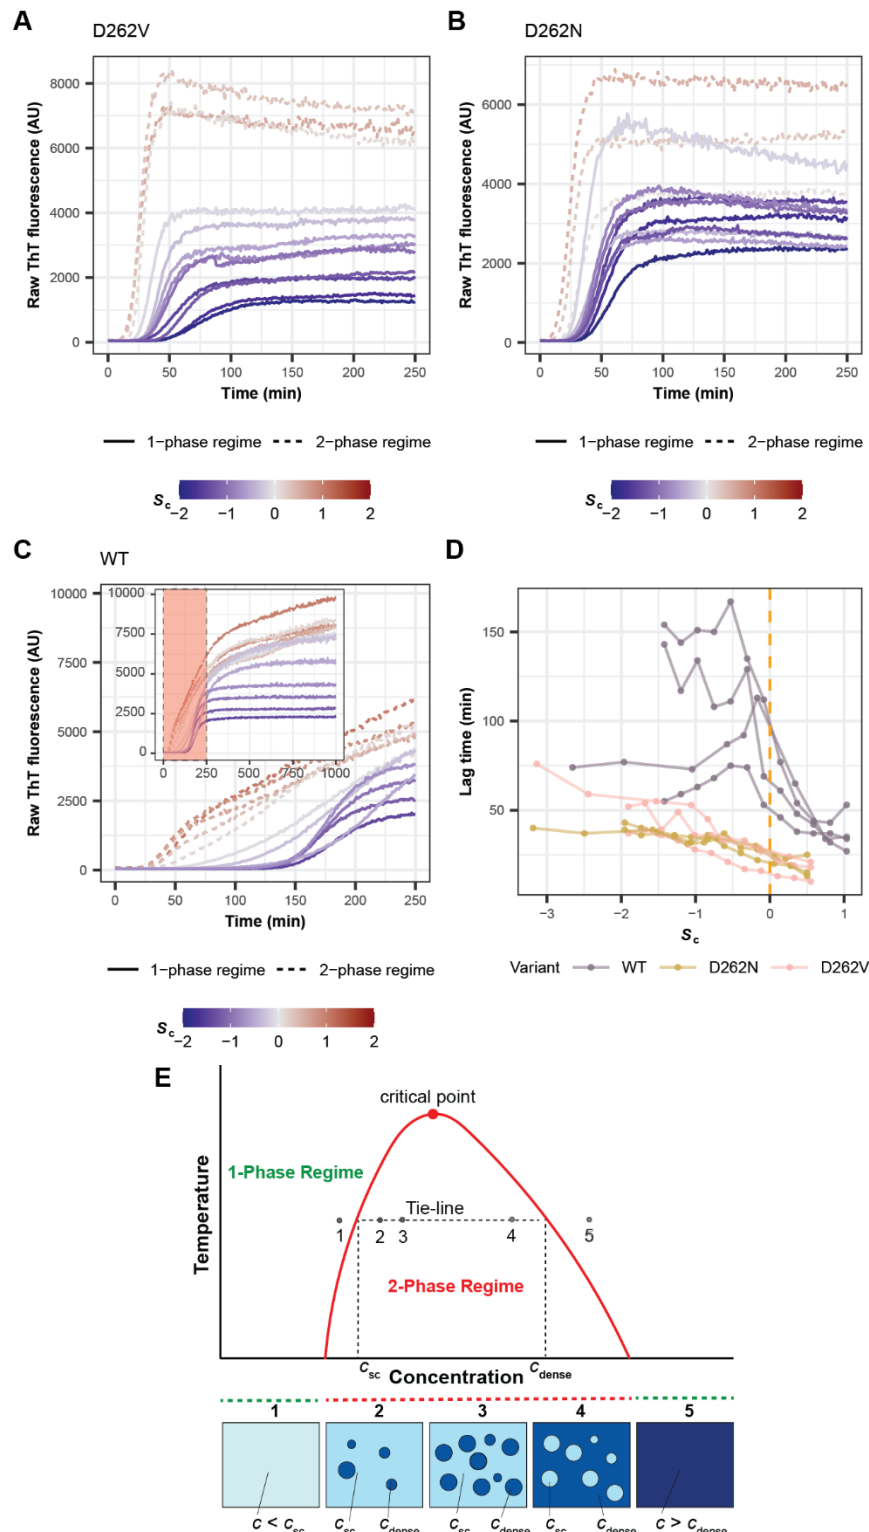 A
D262V
Raw ThT fluorescence (AU)
8000
6000
4000
2000
0
0 50 100 150 200 250
Time (min)
1−phase regime 2−phase regime
Sc
−2 −1 0 1 2
B
D262N
Raw ThT fluorescence (AU)
6000
4000
2000
0
0 50 100 150 200 250
Time (min)
1−phase regime 2−phase regime
Sc
−2 −1 0 1 2
C
WT
Raw ThT fluorescence (AU)
10000
7500
5000
2500
0
10000
7500
5000
2500
0
0 250 500 750 1000
0 50 100 150 200 250
Time (min)
1−phase regime 2−phase regime
Sc
−2 −1 0 1 2
D
Lag time (min)
150
100
50
−3 −2 −1 0 1
Sc
Variant WT D262N D262V
E
critical point
Temperature
1-Phase Regime
Tie-line
1 2 3 4 5
2-Phase Regime
Csc Concentration Cdense
1 2 3 4 5
c < csc csc cdense csc cdense csc cdense c > cdense